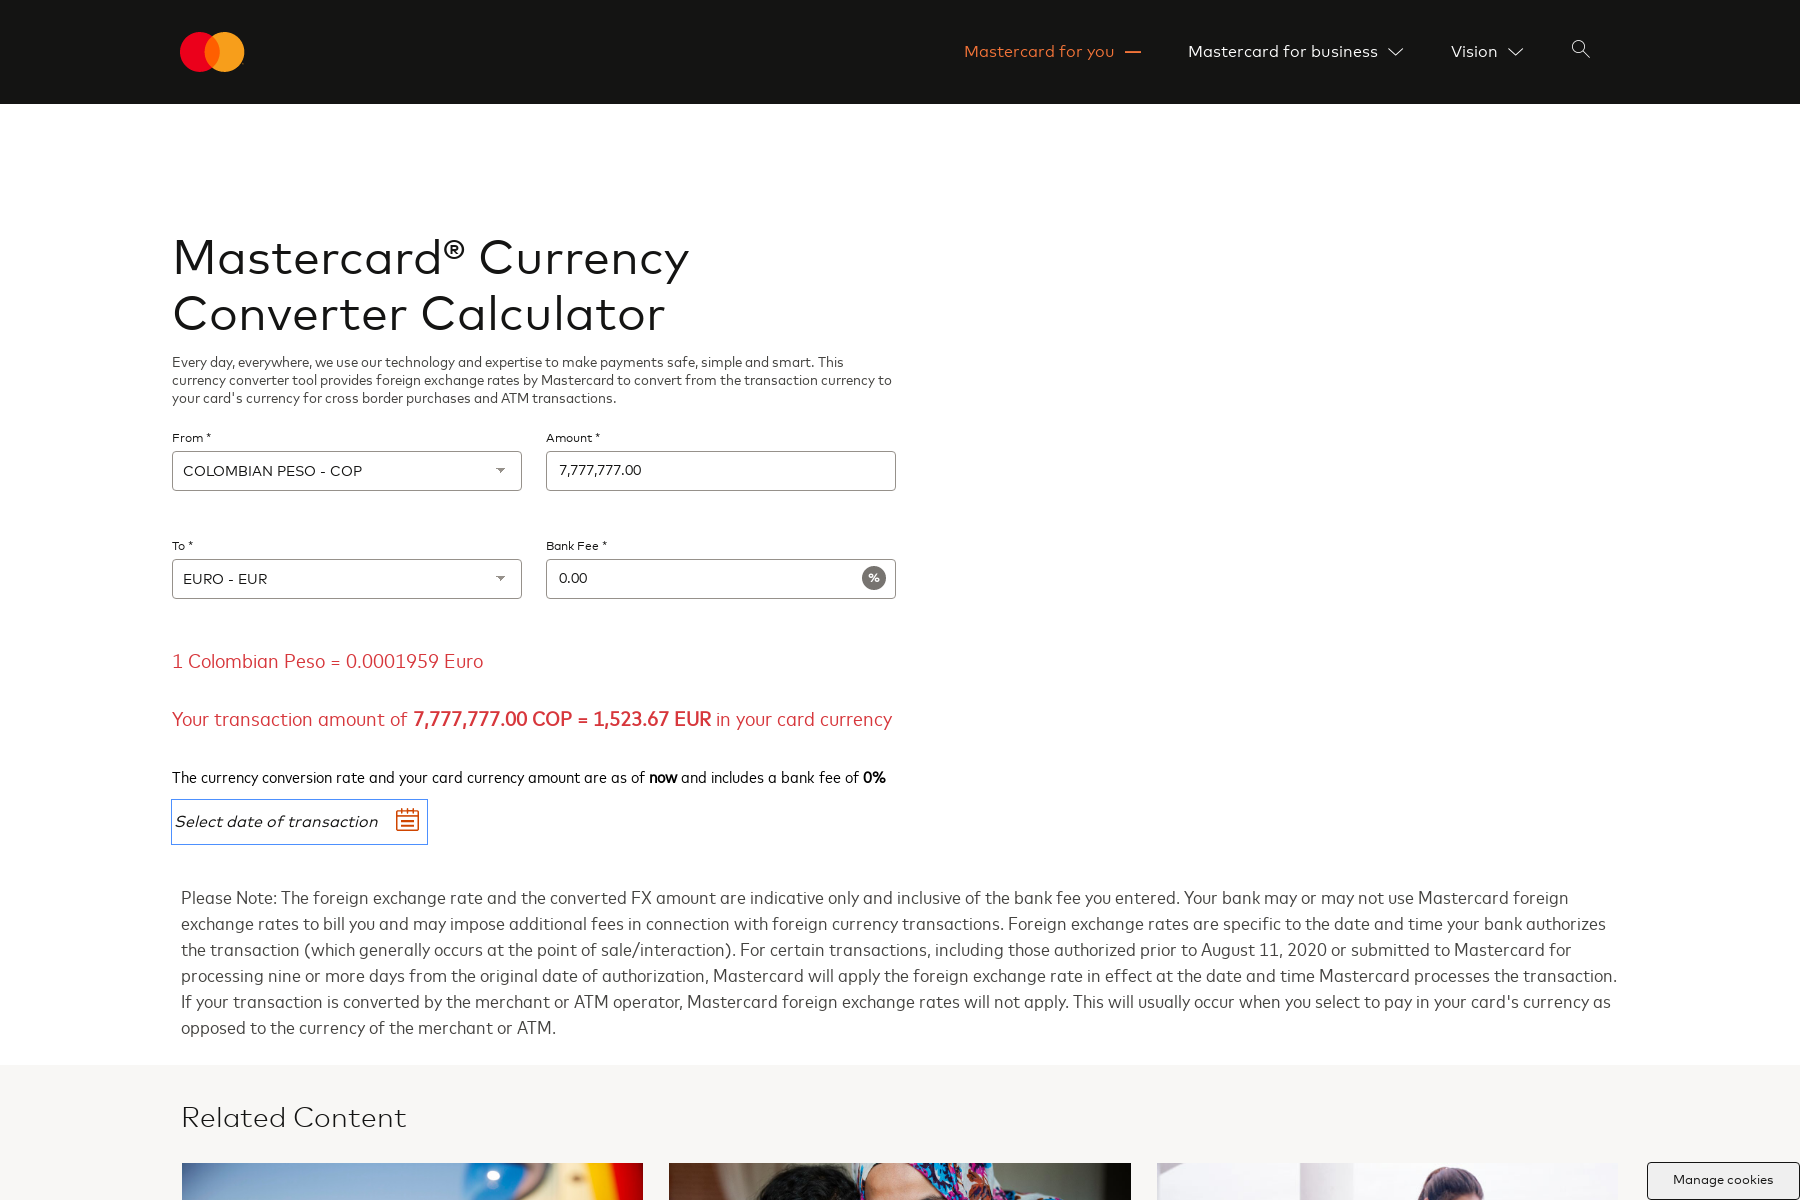 Mastercard for you
Mastercard for business
Vision
Mastercard® Currency
Converter Calculator
Every day, everywhere, we use our technology and expertise to make payments safe, simple and smart. This
currency converter tool provides foreign exchange rates by Mastercard to convert from the transaction currency to
your card's currency for cross border purchases and ATM transactions.
From *
Amount *
COLOMBIAN PESO - COP
7,777,777.00
To *
Bank Fee *
EURO - EUR
0.00
%
1 Colombian Peso = 0.0001959 Euro
Your transaction amount of 7,777,777.00 COP = 1,523.67 EUR in your card currency
The currency conversion rate and your card currency amount are as of now and includes a bank fee of 0%
Select date of transaction
Please Note: The foreign exchange rate and the converted FX amount are indicative only and inclusive of the bank fee you entered. Your bank may or may not use Mastercard foreign
exchange rates to bill you and may impose additional fees in connection with foreign currency transactions. Foreign exchange rates are specific to the date and time your bank authorizes
the transaction (which generally occurs at the point of sale/interaction). For certain transactions, including those authorized prior to August 11, 2020 or submitted to Mastercard for
processing nine or more days from the original date of authorization, Mastercard will apply the foreign exchange rate in effect at the date and time Mastercard processes the transaction.
If your transaction is converted by the merchant or ATM operator, Mastercard foreign exchange rates will not apply. This will usually occur when you select to pay in your card's currency as
opposed to the currency of the merchant or ATM.
Related Content
Manage cookies